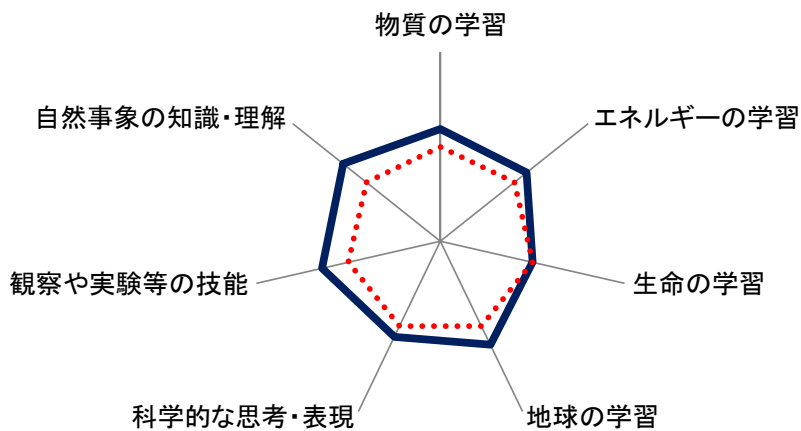 物質の学習
エネルギーの学習
生命の学習
地球の学習
科学的な思考・表現
観察や実験等の技能
自然事象の知識・理解